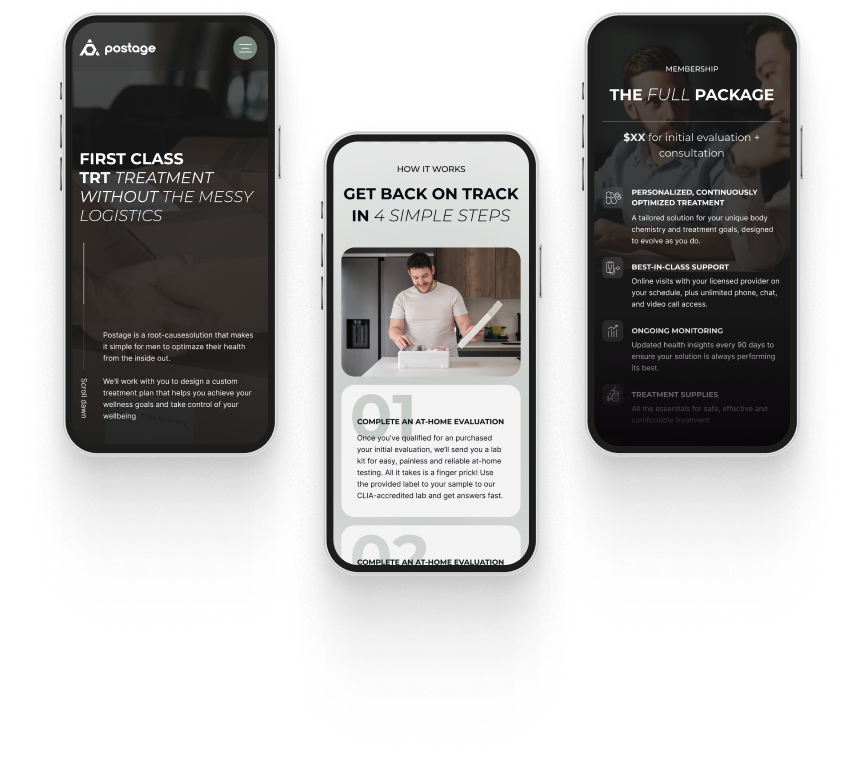 postage
FIRST CLASS
TRT TREATMENT
WITHOUT THE MESSY
LOGISTICS
Postage is a root-causesolution that makes
it simple for men to optimaze their health
from the inside out.
We'll work with you to design a custom
treatment plan that helps you achieve your
wellness goals and take control of your
wellbeing
Scroll dawn
HOW IT WORKS
GET BACK ON TRACK
IN 4 SIMPLE STEPS
01
COMPLETE AN AT-HOME EVALUATION
Once you've qualified for an purchased
your initial evaluation, we'll send you a lab
kit for easy, painless and reliable at-home
testing. All it takes is a finger prick! Use
the provided label to your sample to our
CLIA-accredited lab and get answers fast.
02
COMPLETE AN AT-HOME EVALUATION
MEMBERSHIP
THE FULL PACKAGE
$XX for initial evaluation +
consultation
PERSONALIZED, CONTINUOUSLY
OPTIMIZED TREATMENT
A tailored solution for your unique body
chemistry and treatment goals, designed
to evolve as you do.
BEST-IN-CLASS SUPPORT
Online visits with your licensed provider on
your schedule, plus unlimited phone, chat,
and video call access.
ONGOING MONITORING
Updated health insights every 90 days to
ensure your solution is always performing
its best.
TREATMENT SUPPLIES
All the essentials for safe, effective and
comfortable treatment.